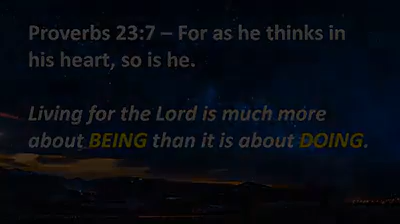 Proverbs 23:7 – For as he thinks in
his heart, so is he.
Living for the Lord is much more
about BEING than it is about DOING.